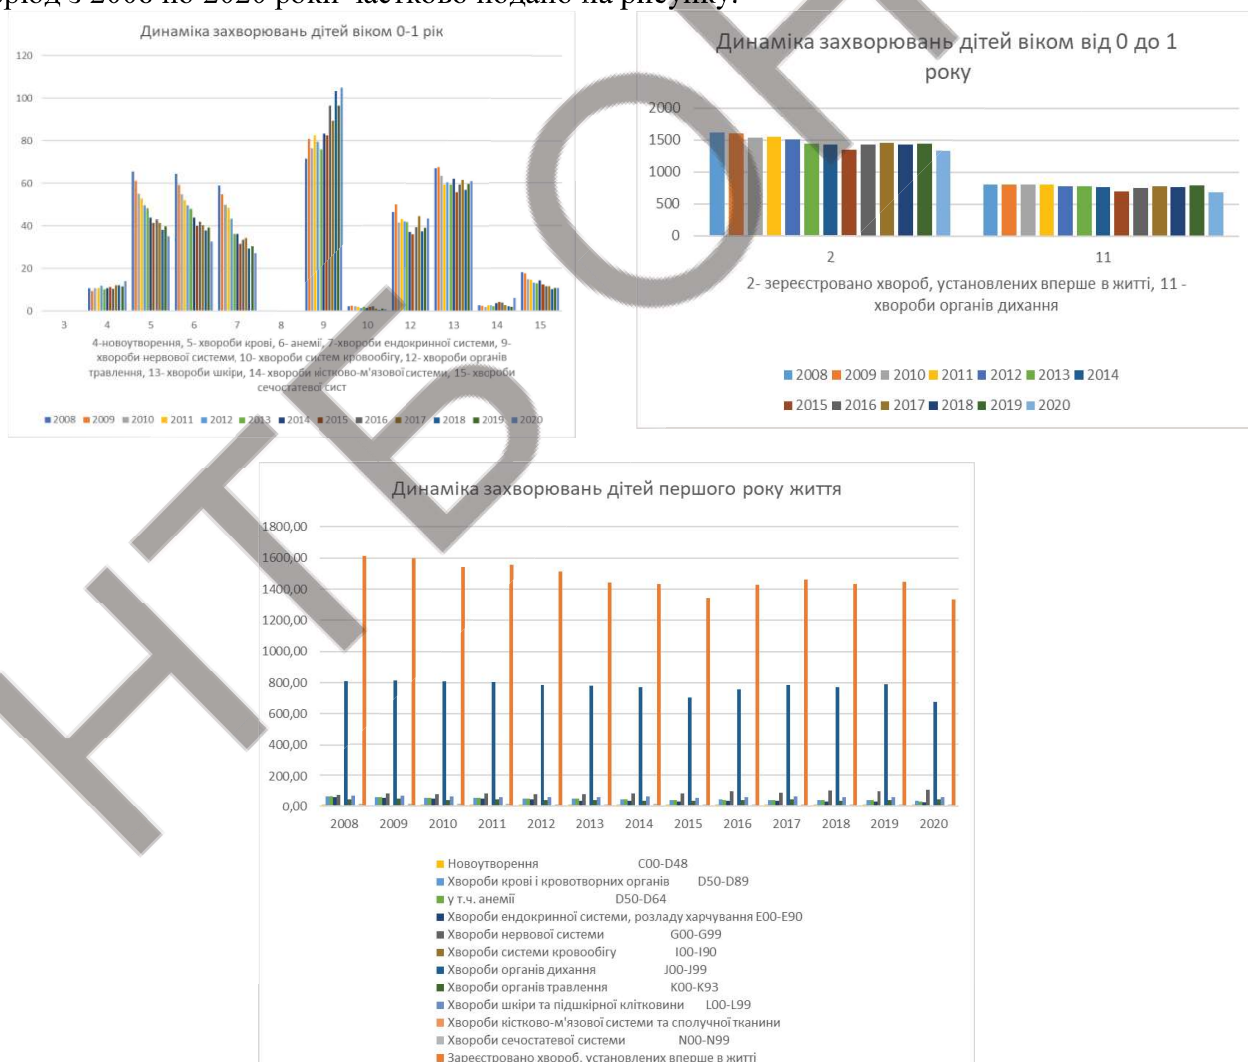 період з 2008 по 2020 роки частково подано на рисунку.
Динаміка захворювань дітей віком 0-1 рік
120
100
80
60
40
20
0
3 4 5 6 7 8 9 10 12 13 14 15
4-новоутворення, 5- хвороби крові, 6- анемі, 7-хвороби ендокринної системи, 9-
хвороби нервової системи, 10- хвороби систем кровообігу, 12- хвороби органів
травлення, 13- хвороби шкіри, 14- хвороби кістково-м'язової системи, 15- хвороби
сечостатевої сист
2008 2009 2010 2011 2012 2013 2014 2015 2016 2017 2018 2019 2020
Динаміка захворювань дітей віком від 0 до 1
року
2000
1500
1000
500
0
2 11
2- зереєстровано хвороб, установлених вперше в житті, 11 -
хвороби органів дихання
2008 2009 2010 2011 2012 2013 2014
2015 2016 2017 2018 2019 2020
Динаміка захворювань дітей першого року життя
1800,00
1600,00
1400,00
1200,00
1000,00
800,00
600,00
400,00
200,00
0,00
2008 2009 2010 2011 2012 2013 2014 2015 2016 2017 2018 2019 2020
Новоутворення C00-D48
Хвороби крові і кровотворних органів D50-D89
у т.ч. анемії D50-D64
Хвороби ендокринної системи, розладу харчування E00-E90
Хвороби нервової системи G00-G99
Хвороби системи кровообігу I00-I90
Хвороби органів дихання J00-J99
Хвороби органів травлення K00-K93
Хвороби шкіри та підшкірної клітковини L00-L99
Хвороби кістково-м'язової системи та сполучної тканини
Хвороби сечостатевої системи N00-N99
Зареєстровано хвороб, установлених вперше в житті